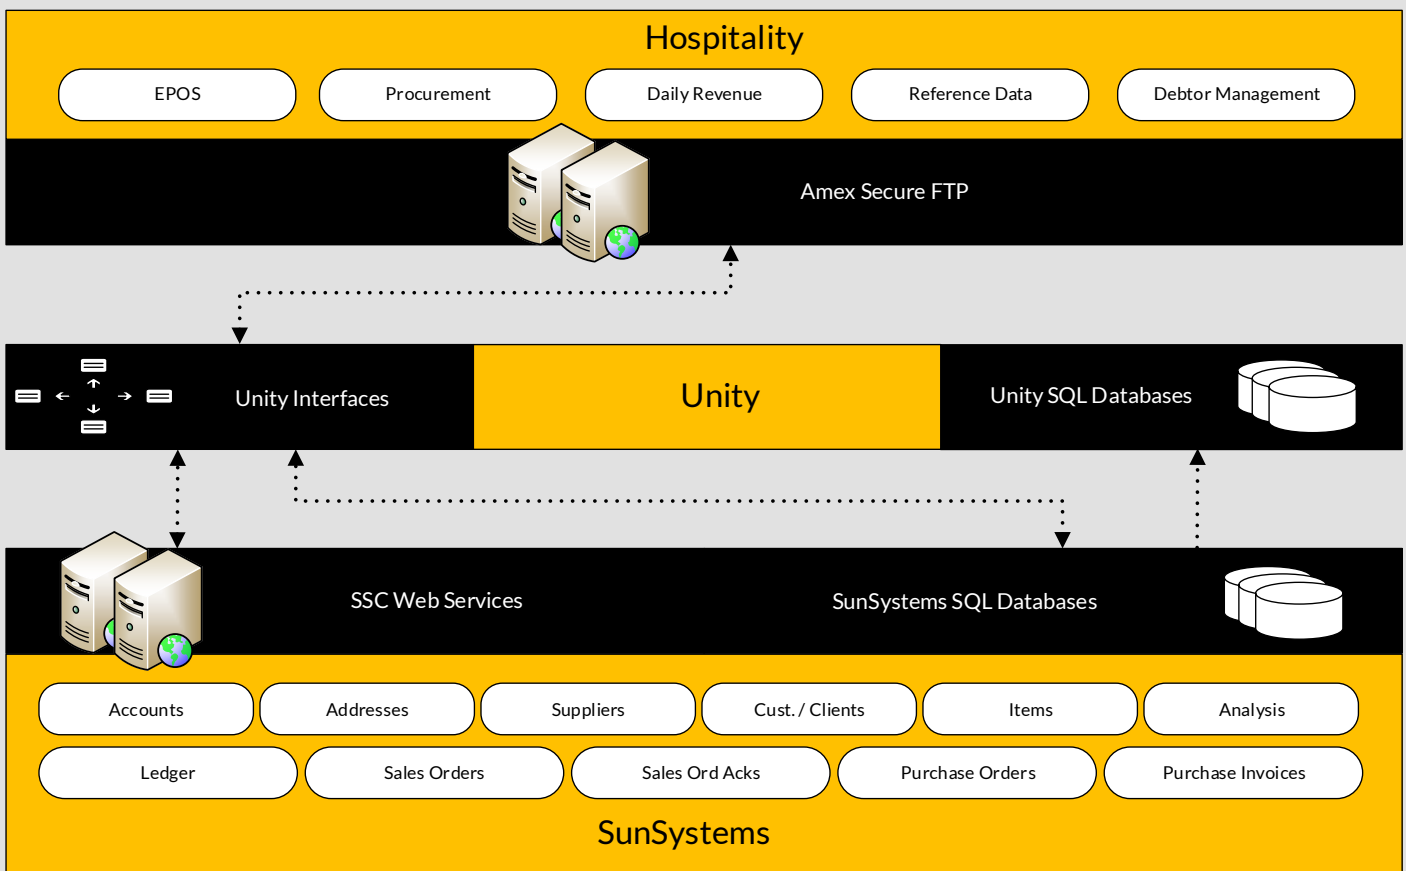 Hospitality
EPOS
Procurement
Daily Revenue
Reference Data
Debtor Management
Amex Secure FTP
Unity Interfaces
Unity
Unity SQL Databases
SSC Web Services
SunSystems SQL Databases
Accounts
Addresses
Suppliers
Cust. / Clients
Items
Analysis
Ledger
Sales Orders
Sales Ord Acks
Purchase Orders
Purchase Invoices
SunSystems